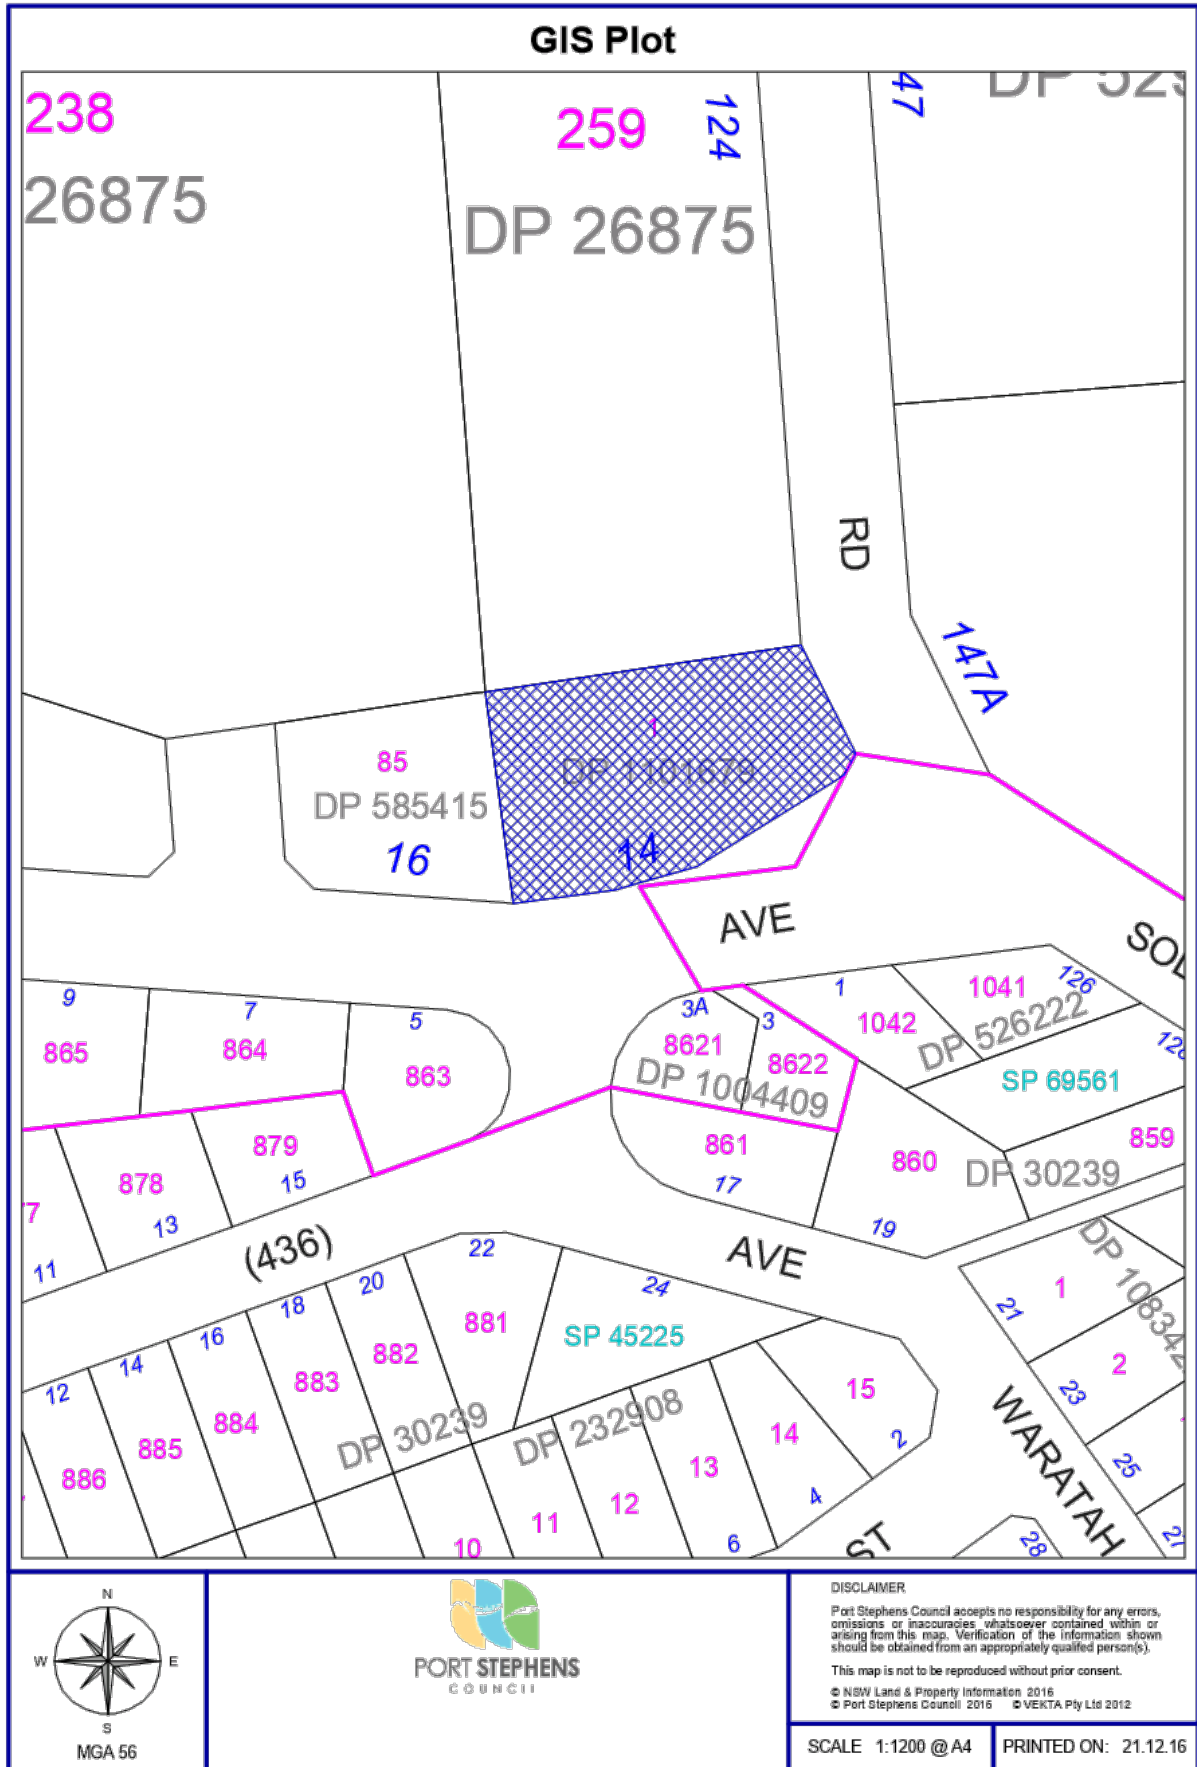 GIS Plot
238
26875
259
DP 26875
124
47
RD
147A
85
DP 585415
16
1
DP 1101679
14
AVE
9
865
7
864
5
863
3A
8621
3
8622
DP 1004409
1
1042
1041
126
DP 526222
SP 69561
859
861
17
860
DP 30239
19
879
15
878
13
11
(436)
AVE
22
881
24
SP 45225
20
882
18
883
16
884
14
885
12
886
DP 30239
DP 232908
15
2
14
4
13
6
12
11
10
ST
WARATAH
1
21
2
23
25
28
N
W
E
S
MGA 56
PORT STEPHENS
COUNCIL
DISCLAIMER
Port Stephens Council accepts no responsibility for any errors,
omissions or inaccuracies whatsoever contained within or
arising from this map. Verification of the information shown
should be obtained from an appropriately qualified person(s).
This map is not to be reproduced without prior consent.
© NSW Land & Property Information 2016
© Port Stephens Council 2016 © VEKTA Pty Ltd 2012
SCALE 1:1200 @ A4
PRINTED ON: 21.12.16